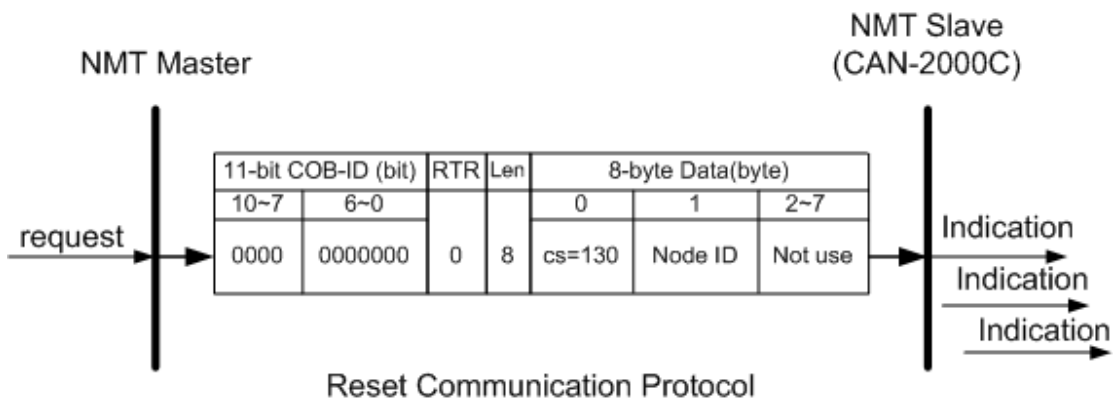 NMT Master
NMT Slave
(CAN-2000C)
11-bit COB-ID (bit) RTR Len 8-byte Data(byte)
10~7 6~0 0 1 2~7
request 0000 0000000 0 8 cs=130 Node ID Not use
Indication
Indication
Indication
Reset Communication Protocol